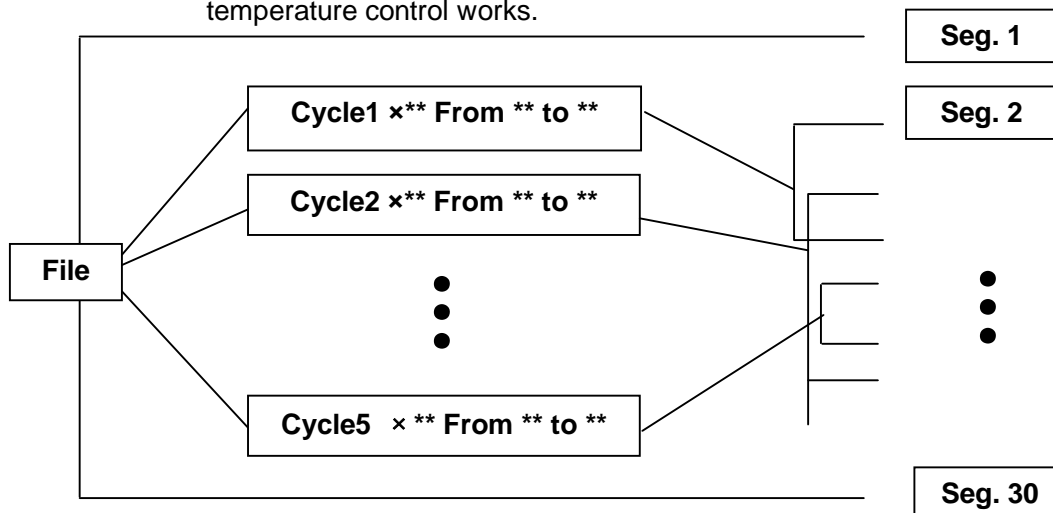 temperature control works.
Seg. 1
Cycle1 ×** From ** to **
Seg. 2
Cycle2 ×** From ** to **
File
Cycle5 × ** From ** to **
Seg. 30